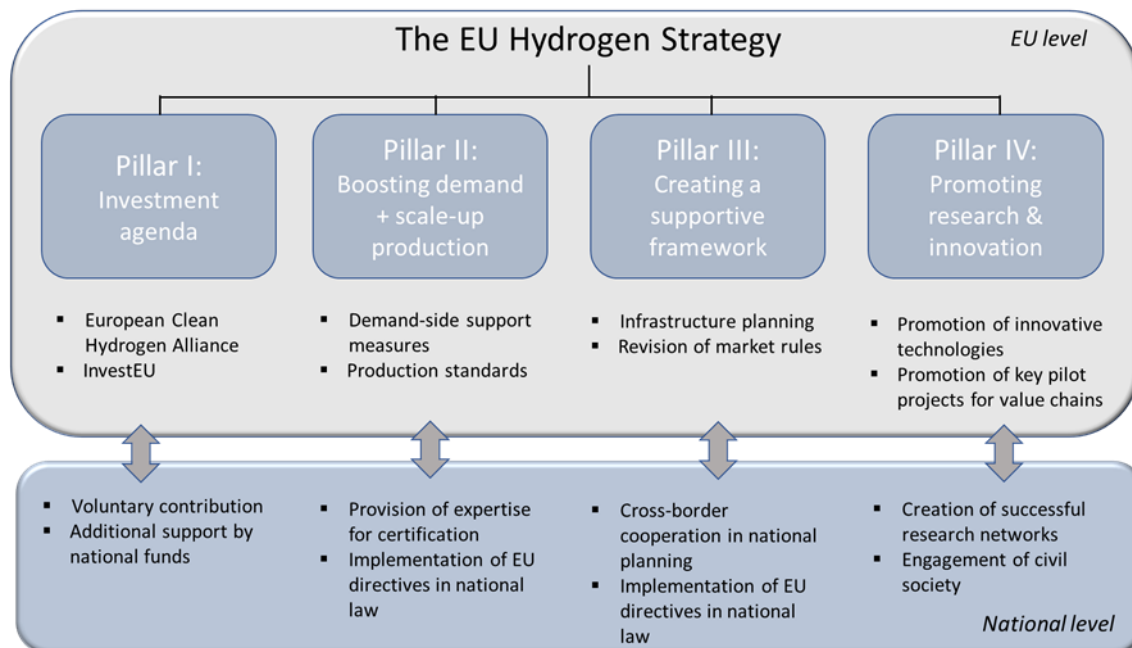 The EU Hydrogen Strategy
EU level
Pillar I:
Investment
agenda
Pillar II:
Boosting demand
+ scale-up
production
Pillar III:
Creating a
supportive
framework
Pillar IV:
Promoting
research &
innovation
▪ European Clean
Hydrogen Alliance
▪ InvestEU
▪ Demand-side support
measures
▪ Production standards
▪ Infrastructure planning
▪ Revision of market rules
▪ Promotion of innovative
technologies
▪ Promotion of key pilot
projects for value chains
▪ Voluntary contribution
▪ Additional support by
national funds
▪ Provision of expertise
for certification
▪ Implementation of EU
directives in national
law
▪ Cross-border
cooperation in national
planning
▪ Implementation of EU
directives in national
law
▪ Creation of successful
research networks
▪ Engagement of civil
society
National level